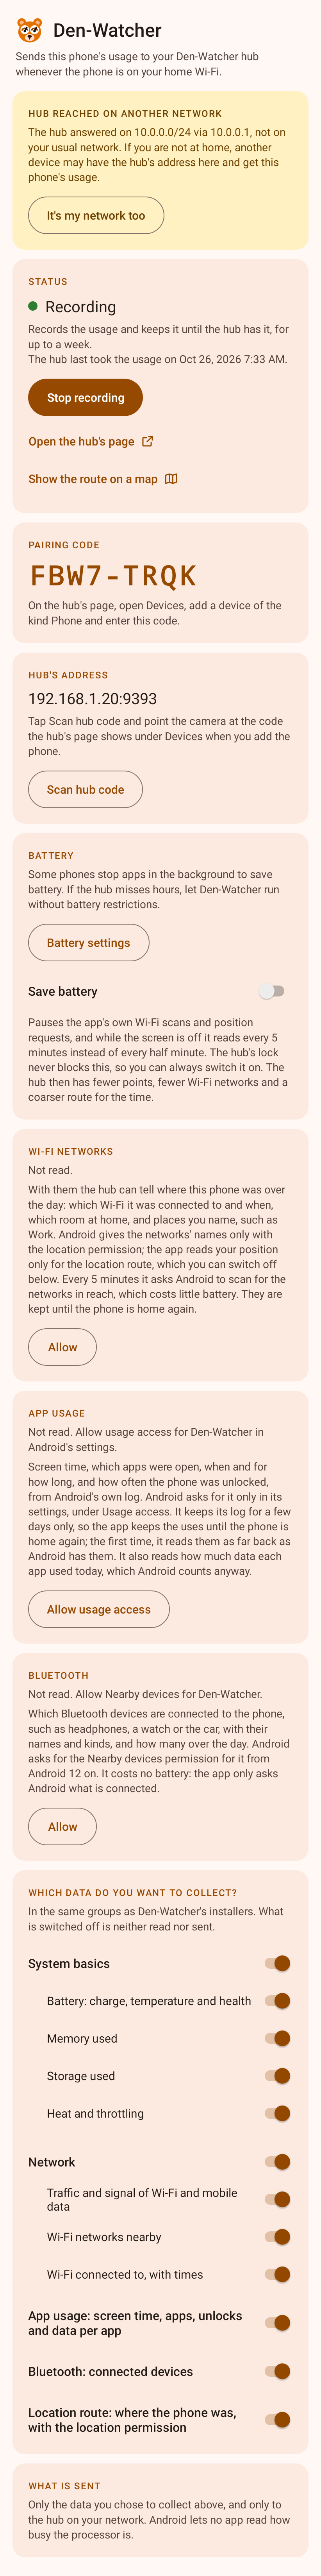 Den-Watcher
Sends this phone's usage to your Den-Watcher hub
whenever the phone is on your home Wi-Fi.
HUB REACHED ON ANOTHER NETWORK
The hub answered on 10.0.0.0/24 via 10.0.0.1, not on
your usual network. If you are not at home, another
device may have the hub's address here and get this
phone's usage.
It's my network too
STATUS
Recording
Records the usage and keeps it until the hub has it, for
up to a week.
The hub last took the usage on Oct 26, 2026 7:33 AM.
Stop recording
Open the hub's page
Show the route on a map
PAIRING CODE
FBW7-TRQK
On the hub's page, open Devices, add a device of the
kind Phone and enter this code.
HUB'S ADDRESS
192.168.1.20:9393
Tap Scan hub code and point the camera at the code
the hub's page shows under Devices when you add the
phone.
Scan hub code
BATTERY
Some phones stop apps in the background to save
battery. If the hub misses hours, let Den-Watcher run
without battery restrictions.
Battery settings
Save battery
Pauses the app's own Wi-Fi scans and position
requests, and while the screen is off it reads every 5
minutes instead of every half minute. The hub's lock
never blocks this, so you can always switch it on. The
hub then has fewer points, fewer Wi-Fi networks and a
coarser route for the time.
WI-FI NETWORKS
Not read.
With them the hub can tell where this phone was over
the day: which Wi-Fi it was connected to and when,
which room at home, and places you name, such as
Work. Android gives the networks' names only with
the location permission; the app reads your position
only for the location route, which you can switch off
below. Every 5 minutes it asks Android to scan for the
networks in reach, which costs little battery. They are
kept until the phone is home again.
Allow
APP USAGE
Not read. Allow usage access for Den-Watcher in
Android's settings.
Screen time, which apps were open, when and for
how long, and how often the phone was unlocked,
from Android's own log. Android asks for it only in its
settings, under Usage access. It keeps its log for a few
days only, so the app keeps the uses until the phone is
home again; the first time, it reads them as far back as
Android has them. It also reads how much data each
app used today, which Android counts anyway.
Allow usage access
BLUETOOTH
Not read. Allow Nearby devices for Den-Watcher.
Which Bluetooth devices are connected to the phone,
such as headphones, a watch or the car, with their
names and kinds, and how many over the day. Android
asks for the Nearby devices permission for it from
Android 12 on. It costs no battery: the app only asks
Android what is connected.
Allow
WHICH DATA DO YOU WANT TO COLLECT?
In the same groups as Den-Watcher's installers. What
is switched off is neither read nor sent.
System basics
Battery: charge, temperature and health
Memory used
Storage used
Heat and throttling
Network
Traffic and signal of Wi-Fi and mobile
data
Wi-Fi networks nearby
Wi-Fi connected to, with times
App usage: screen time, apps, unlocks
and data per app
Bluetooth: connected devices
Location route: where the phone was,
with the location permission
WHAT IS SENT
Only the data you chose to collect above, and only to
the hub on your network. Android lets no app read how
busy the processor is.